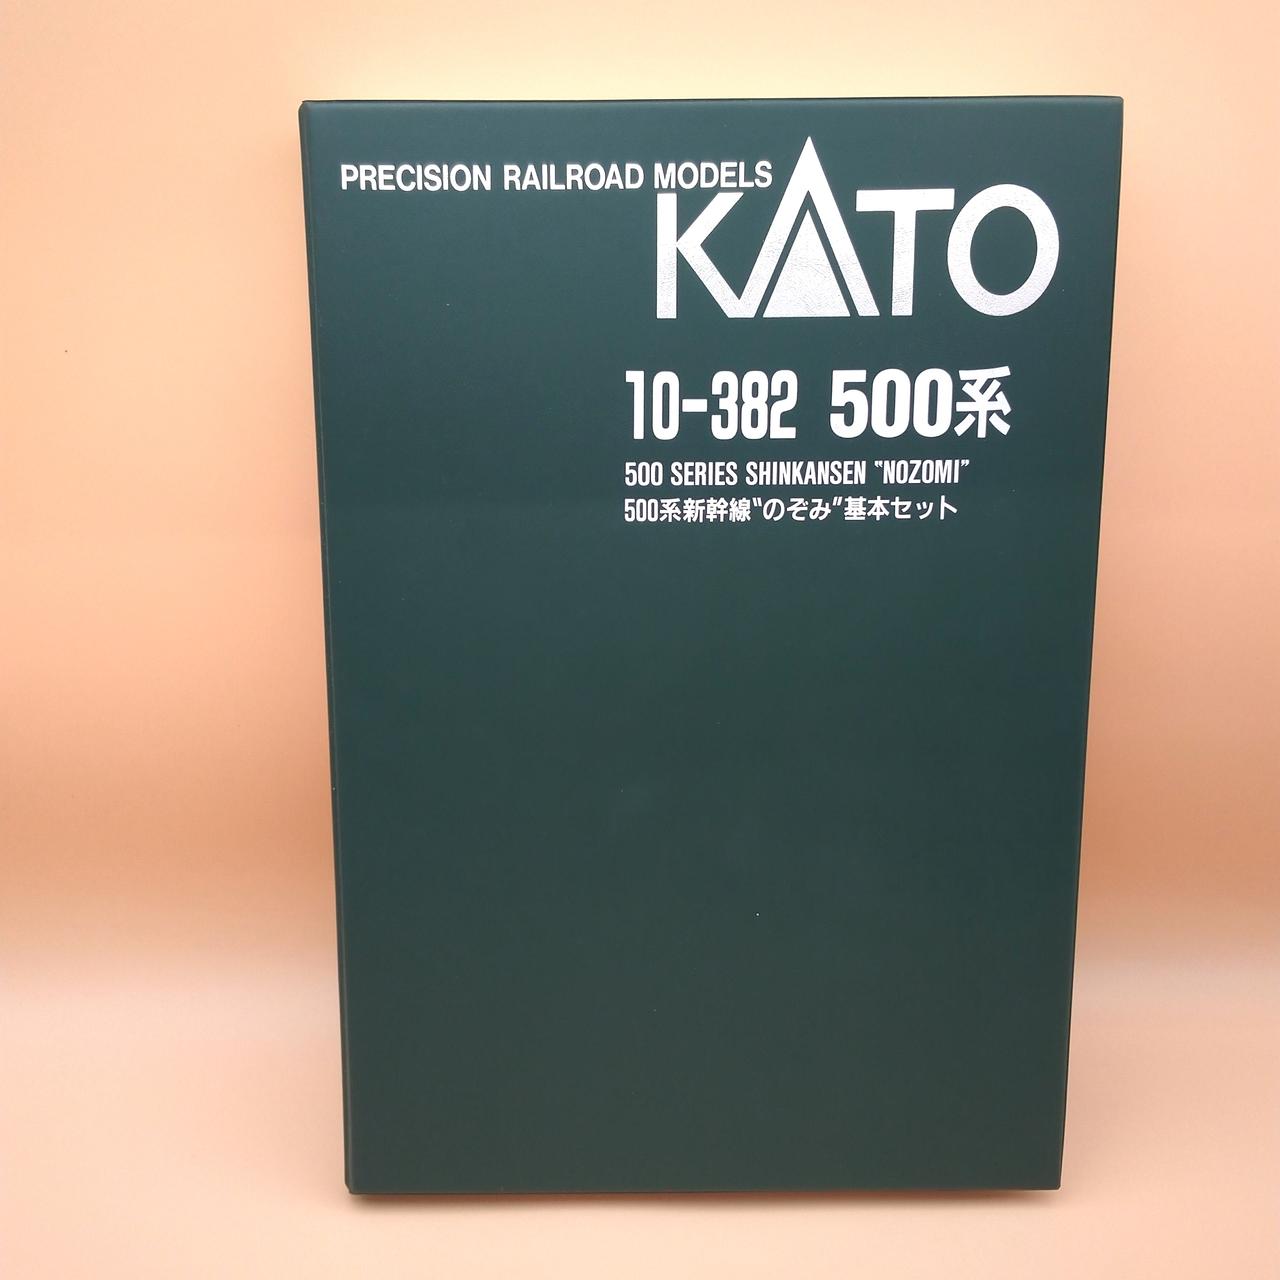 PRECISION RAILROAD MODELS
KATO
10-382 500系
500 SERIES SHINKANSEN "NOZOMI"
500系新幹線"のぞみ"基本セット